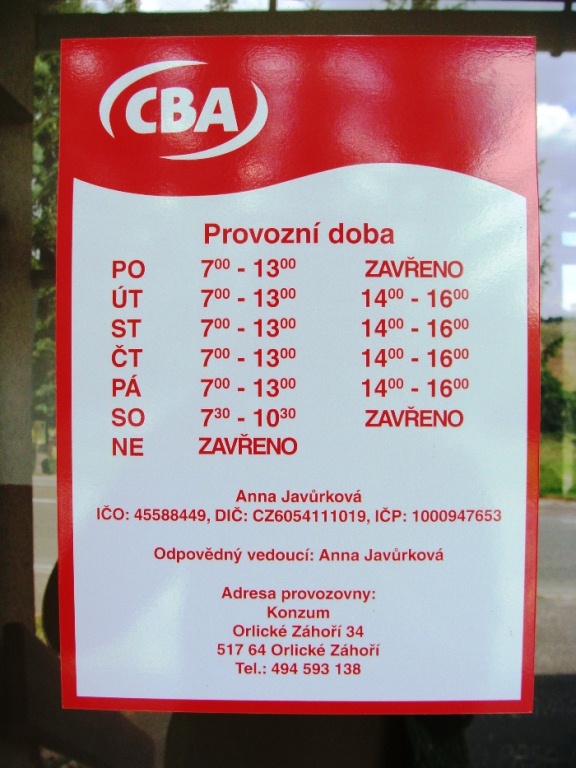 CBA
Provozní doba
PO 7⁰⁰ - 13⁰⁰ ZAVŘENO
ÚT 7⁰⁰ - 13⁰⁰ 14⁰⁰ - 16⁰⁰
ST 7⁰⁰ - 13⁰⁰ 14⁰⁰ - 16⁰⁰
ČT 7⁰⁰ - 13⁰⁰ 14⁰⁰ - 16⁰⁰
PÁ 7⁰⁰ - 13⁰⁰ 14⁰⁰ - 16⁰⁰
SO 7³⁰ - 10³⁰ ZAVŘENO
NE ZAVŘENO
Anna Javůrková
IČO: 45588449, DIČ: CZ6054111019, IČP: 1000947653
Odpovědný vedoucí: Anna Javůrková
Adresa provozovny:
Konzum
Orlické Záhoří 34
517 64 Orlické Záhoří
Tel.: 494 593 138